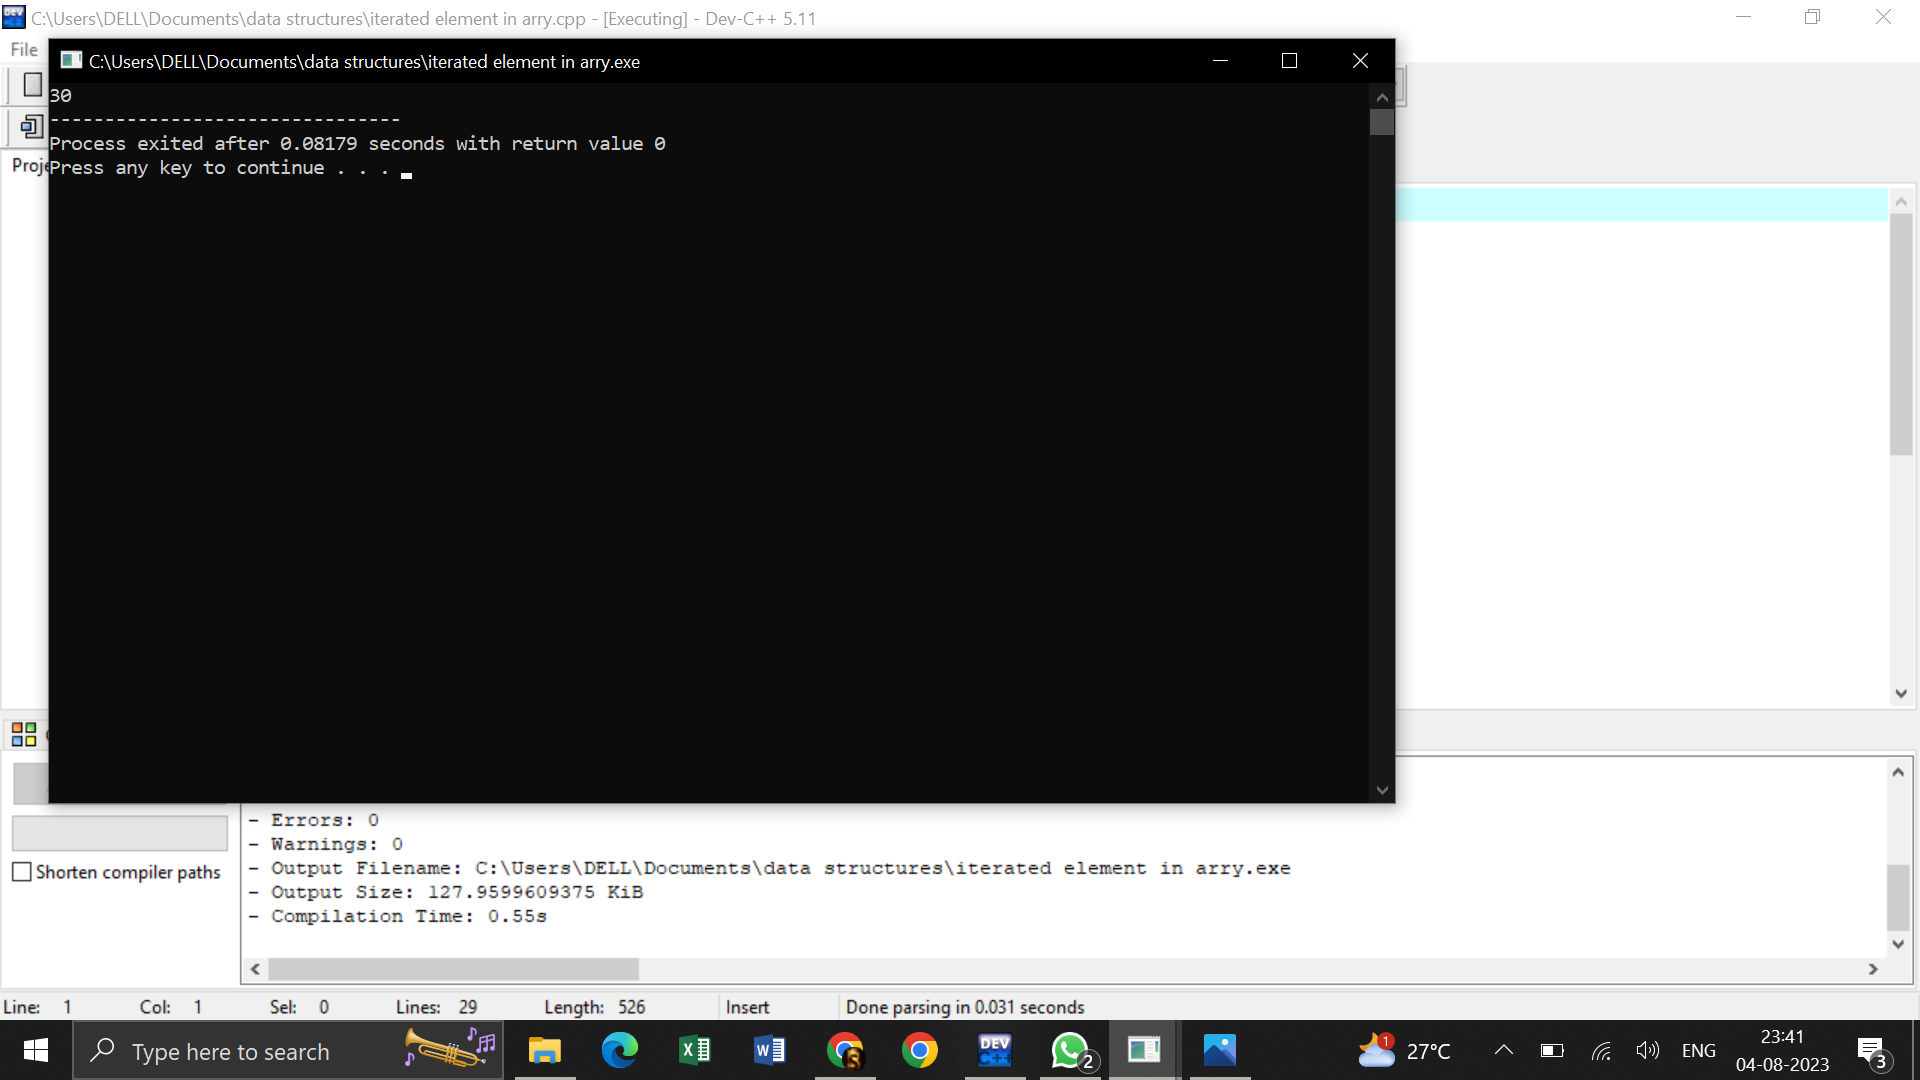 C:\Users\DELL\Documents\data structures\iterated element in arry.cpp - [Executing] - Dev-C++ 5.11
File
C:\Users\DELL\Documents\data structures\iterated element in arry.exe
30
--------------------------------
Process exited after 0.08179 seconds with return value 0
Press any key to continue . . .
Proje
- Errors: 0
- Warnings: 0
Shorten compiler paths
- Output Filename: C:\Users\DELL\Documents\data structures\iterated element in arry.exe
- Output Size: 127.9599609375 KiB
- Compilation Time: 0.55s
Line: 1 Col: 1 Sel: 0 Lines: 29 Length: 526 Insert Done parsing in 0.031 seconds
Type here to search
DEV C++
2
1
27°C
ENG
23:41
04-08-2023
3